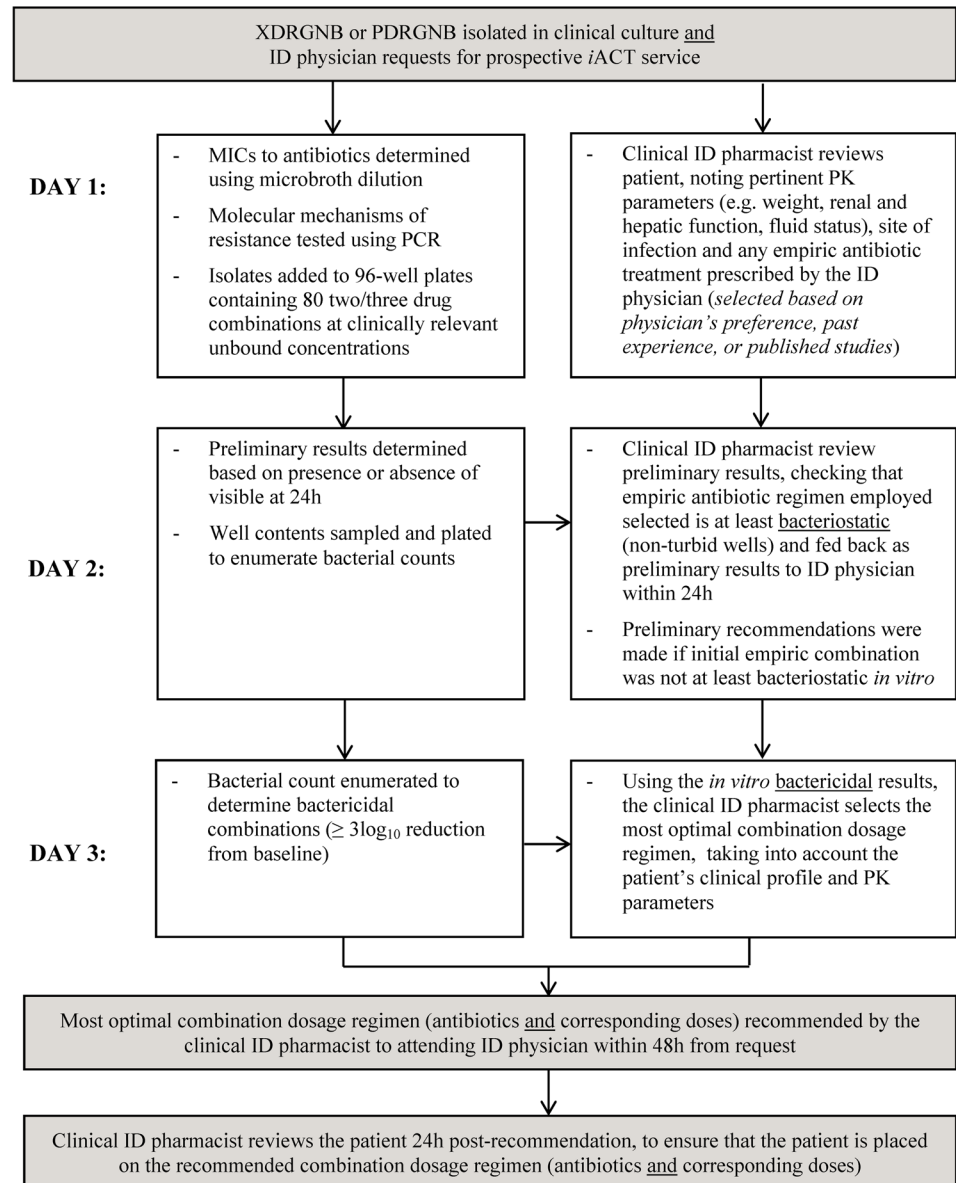 XDRGNB or PDRGNB isolated in clinical culture and
ID physician requests for prospective iACT service
DAY 1:
- MICs to antibiotics determined
using microbroth dilution
- Molecular mechanisms of
resistance tested using PCR
- Isolates added to 96-well plates
containing 80 two/three drug
combinations at clinically relevant
unbound concentrations
- Clinical ID pharmacist reviews
patient, noting pertinent PK
parameters (e.g. weight, renal and
hepatic function, fluid status), site of
infection and any empiric antibiotic
treatment prescribed by the ID
physician (selected based on
physician's preference, past
experience, or published studies)
DAY 2:
- Preliminary results determined
based on presence or absence of
visible at 24h
- Well contents sampled and plated
to enumerate bacterial counts
- Clinical ID pharmacist review
preliminary results, checking that
empiric antibiotic regimen employed
selected is at least bacteriostatic
(non-turbid wells) and fed back as
preliminary results to ID physician
within 24h
- Preliminary recommendations were
made if initial empiric combination
was not at least bacteriostatic in vitro
DAY 3:
- Bacterial count enumerated to
determine bactericidal
combinations (≥ 3log₁₀ reduction
from baseline)
- Using the in vitro bactericidal results,
the clinical ID pharmacist selects the
most optimal combination dosage
regimen, taking into account the
patient's clinical profile and PK
parameters
Most optimal combination dosage regimen (antibiotics and corresponding doses) recommended by the
clinical ID pharmacist to attending ID physician within 48h from request
Clinical ID pharmacist reviews the patient 24h post-recommendation, to ensure that the patient is placed
on the recommended combination dosage regimen (antibiotics and corresponding doses)